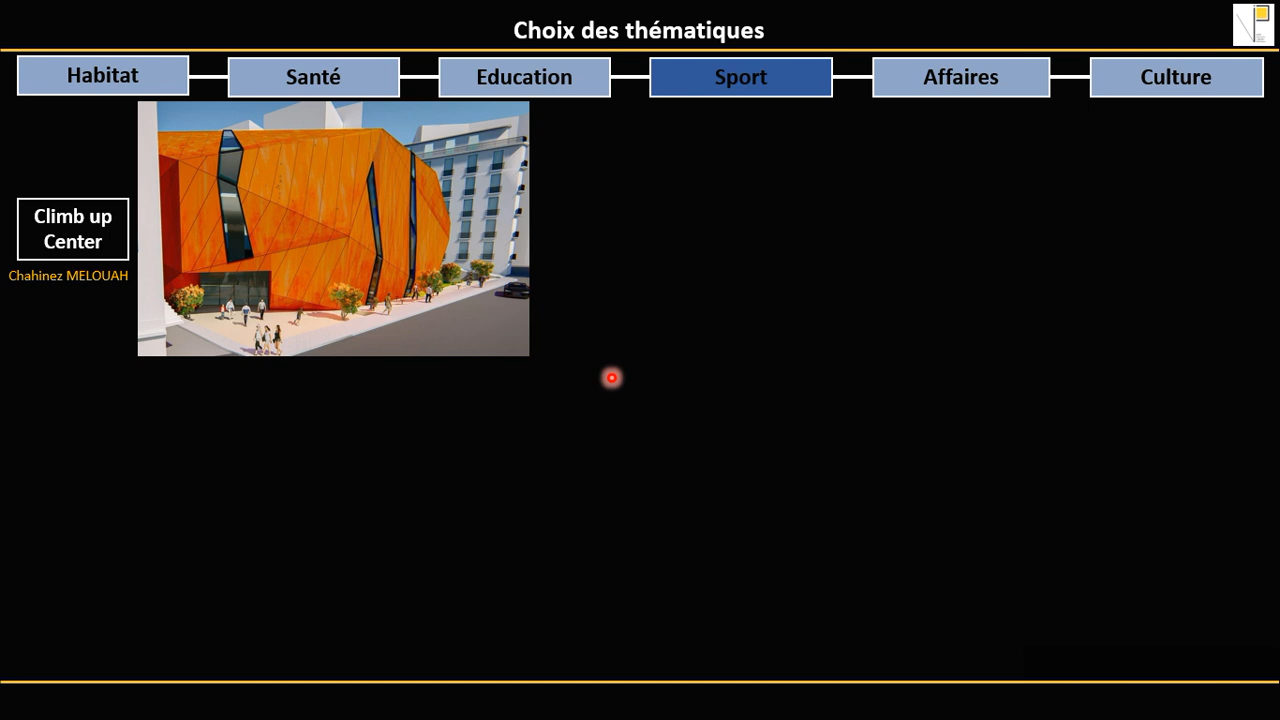 Choix des thématiques
Habitat
Santé
Education
Sport
Affaires
Culture
Climb up
Center
Chahinez MELOUAH